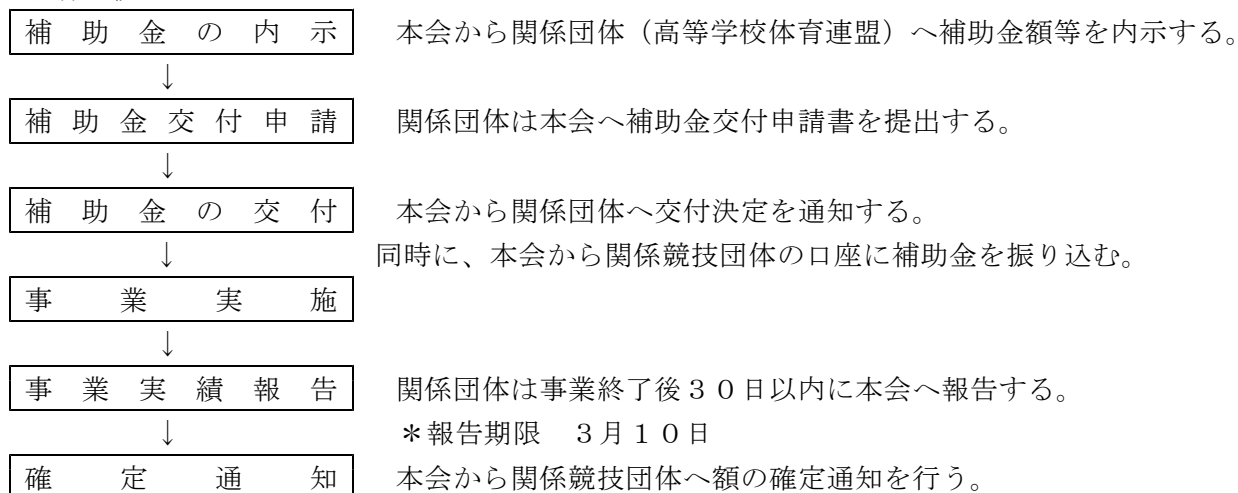 補助金の内示　本会から関係団体（高等学校体育連盟）へ補助金額等を内示する。
↓
補助金交付申請　関係団体は本会へ補助金交付申請書を提出する。
↓
補助金の交付　本会から関係団体へ交付決定を通知する。
↓　同時に、本会から関係競技団体の口座に補助金を振り込む。
事業実施
↓
事業実績報告　関係団体は事業終了後３０日以内に本会へ報告する。
↓　＊報告期限　３月１０日
確定通知　本会から関係競技団体へ額の確定通知を行う。